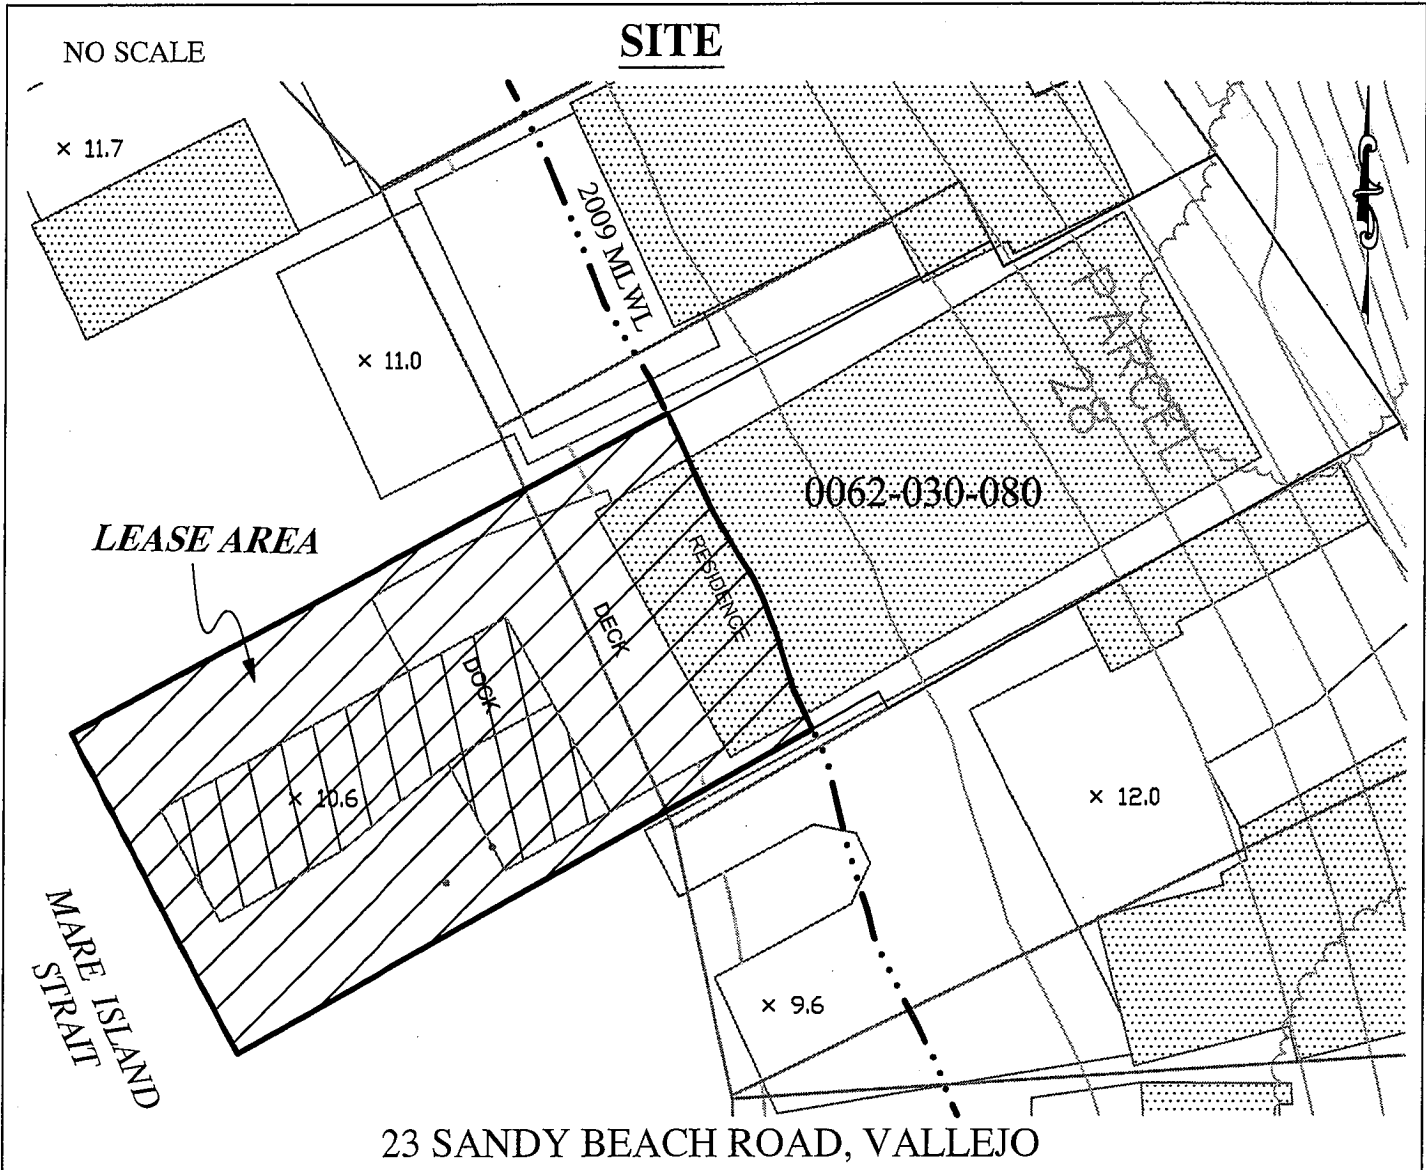 SITE
NO SCALE
× 11.7
2009 MLWL
× 11.0
PARCEL
28
0062-030-080
LEASE AREA
RESIDENCE
DECK
DOCK
× 10.6
× 12.0
× 9.6
MARE ISLAND
STRAIT
23 SANDY BEACH ROAD, VALLEJO